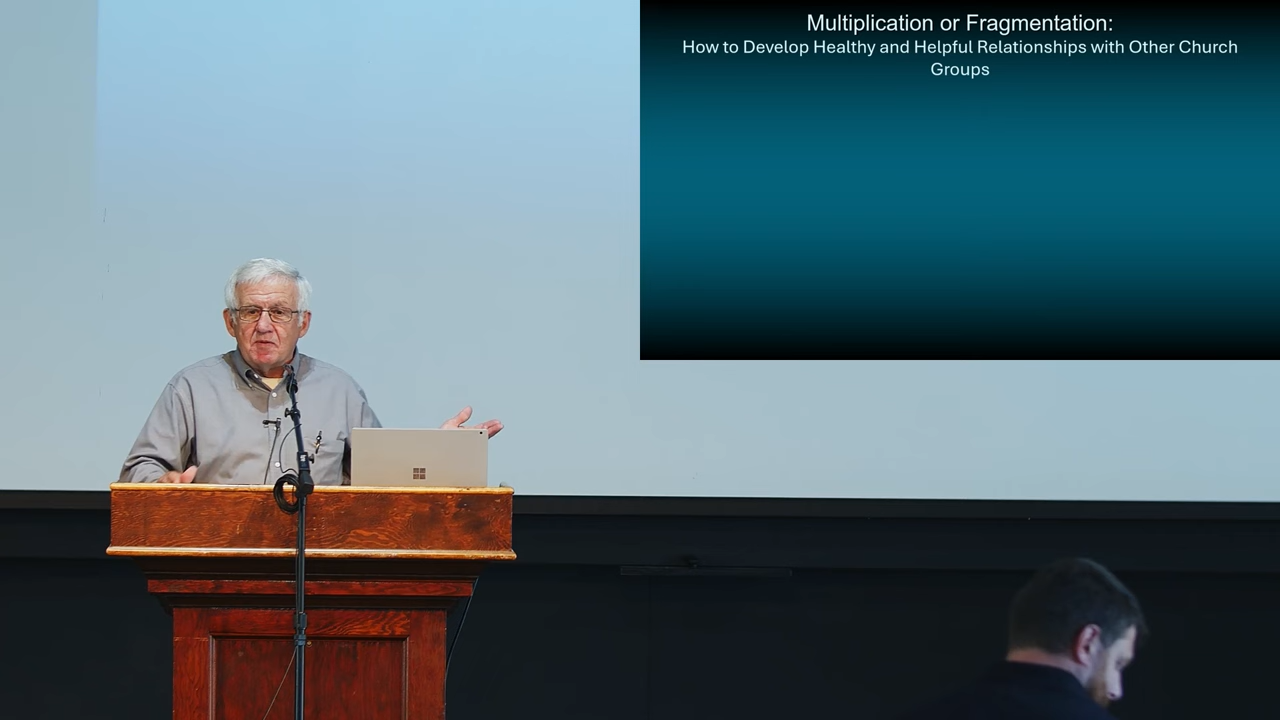 Multiplication or Fragmentation:
How to Develop Healthy and Helpful Relationships with Other Church
Groups